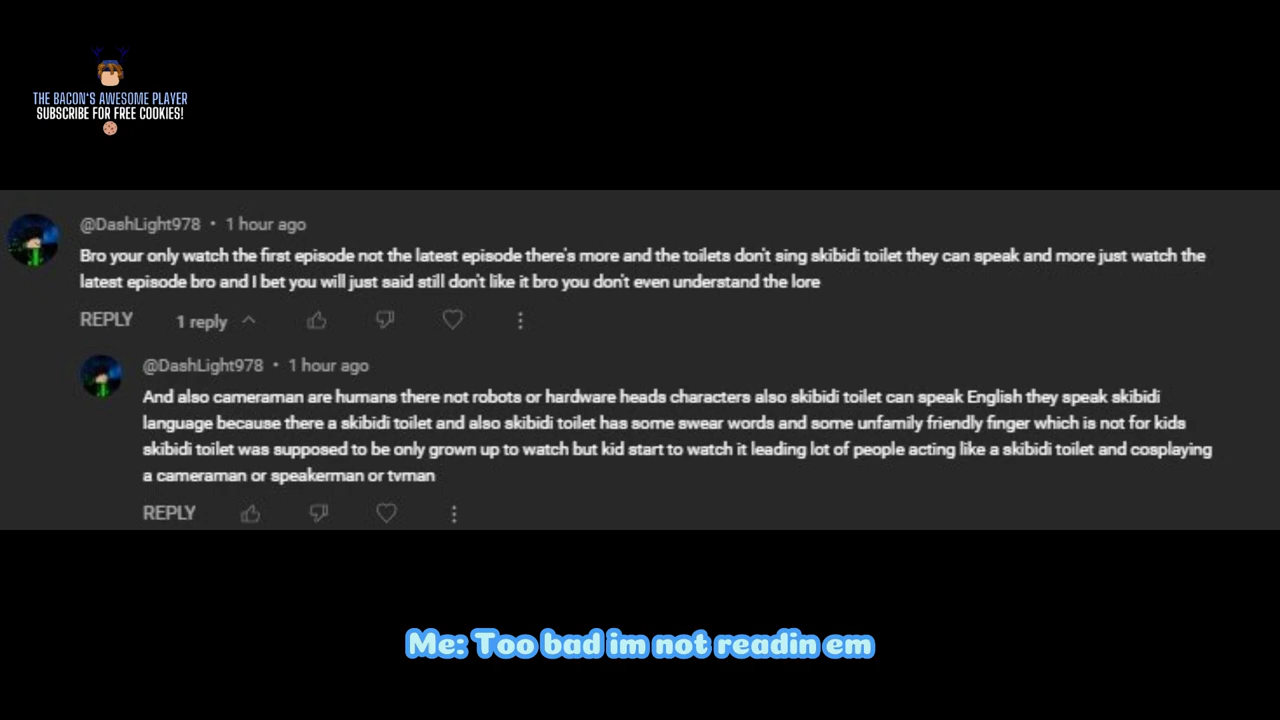 THE BACON'S AWESOME PLAYER
SUBSCRIBE FOR FREE COOKIES!
@DashLight978 • 1 hour ago
Bro your only watch the first episode not the latest episode there's more and the toilets don't sing skibidi toilet they can speak and more just watch the
latest episode bro and I bet you will just said still don't like it bro you don't even understand the lore
REPLY 1 reply
@DashLight978 • 1 hour ago
And also cameraman are humans there not robots or hardware heads characters also skibidi toilet can speak English they speak skibidi
language because there a skibidi toilet and also skibidi toilet has some swear words and some unfamily friendly finger which is not for kids
skibidi toilet was supposed to be only grown up to watch but kid start to watch it leading lot of people acting like a skibidi toilet and cosplaying
a cameraman or speakerman or tvman
REPLY
Me: Too bad im not readin em